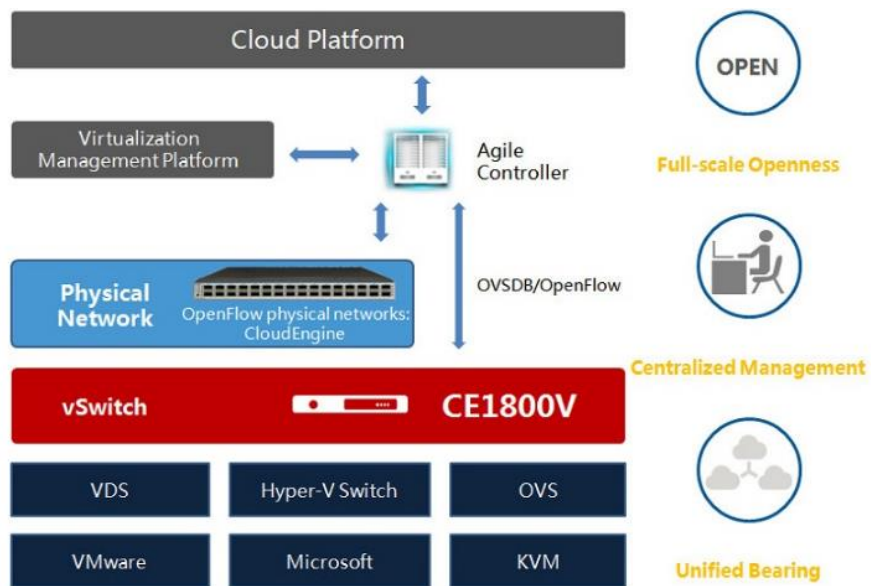 Cloud Platform
OPEN
Virtualization
Management Platform
Agile
Controller
Full-scale Openness
Physical
Network
OpenFlow physical networks:
CloudEngine
OVSDB/OpenFlow
Centralized Management
vSwitch
CE1800V
VDS
Hyper-V Switch
OVS
VMware
Microsoft
KVM
Unified Bearing